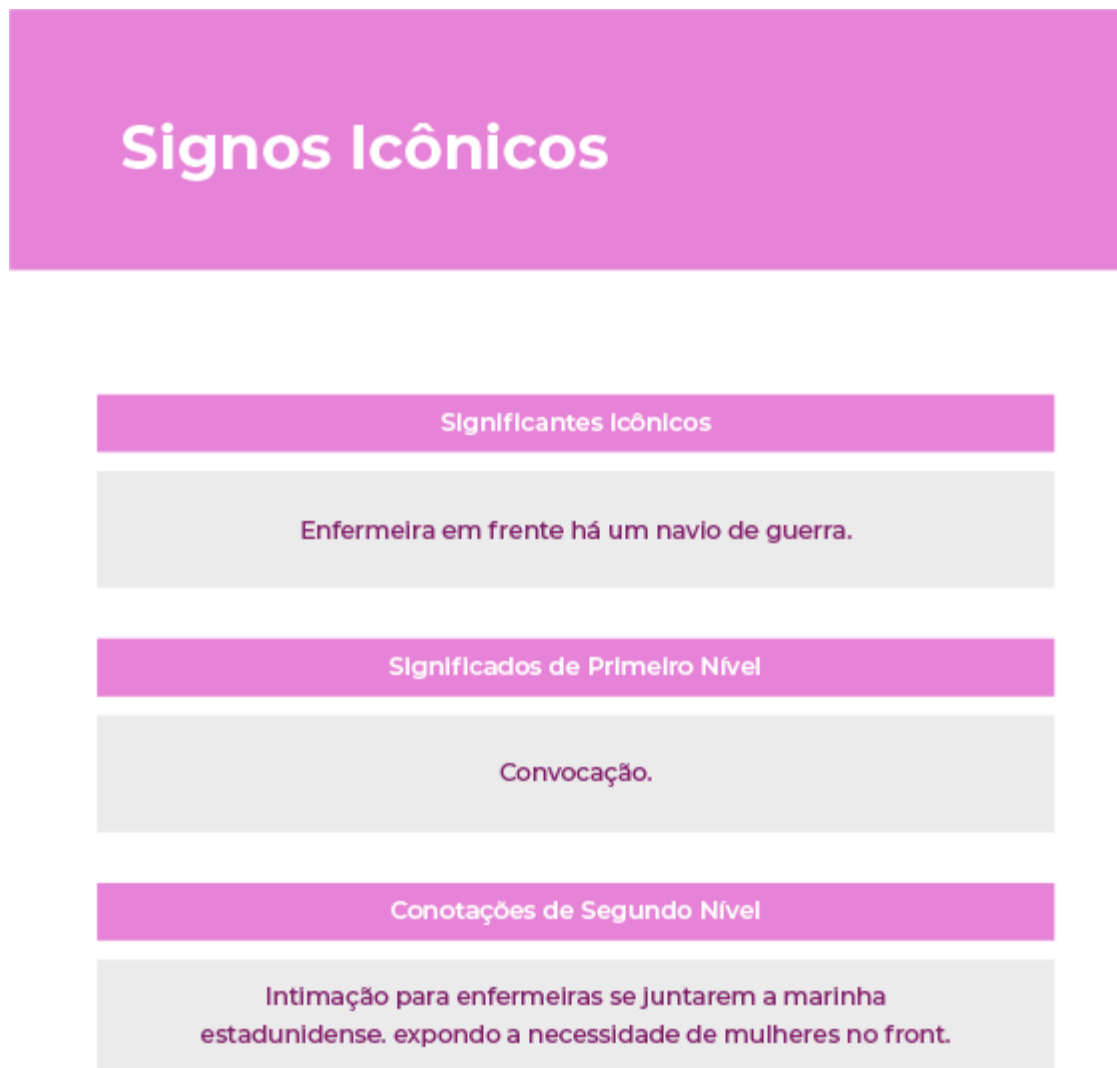 Signos Icônicos
Significantes Icônicos
Enfermeira em frente há um navio de guerra.
Significados de Primeiro Nível
Convocação.
Conotações de Segundo Nível
Intimação para enfermeiras se juntarem a marinha
estadunidense. expondo a necessidade de mulheres no front.